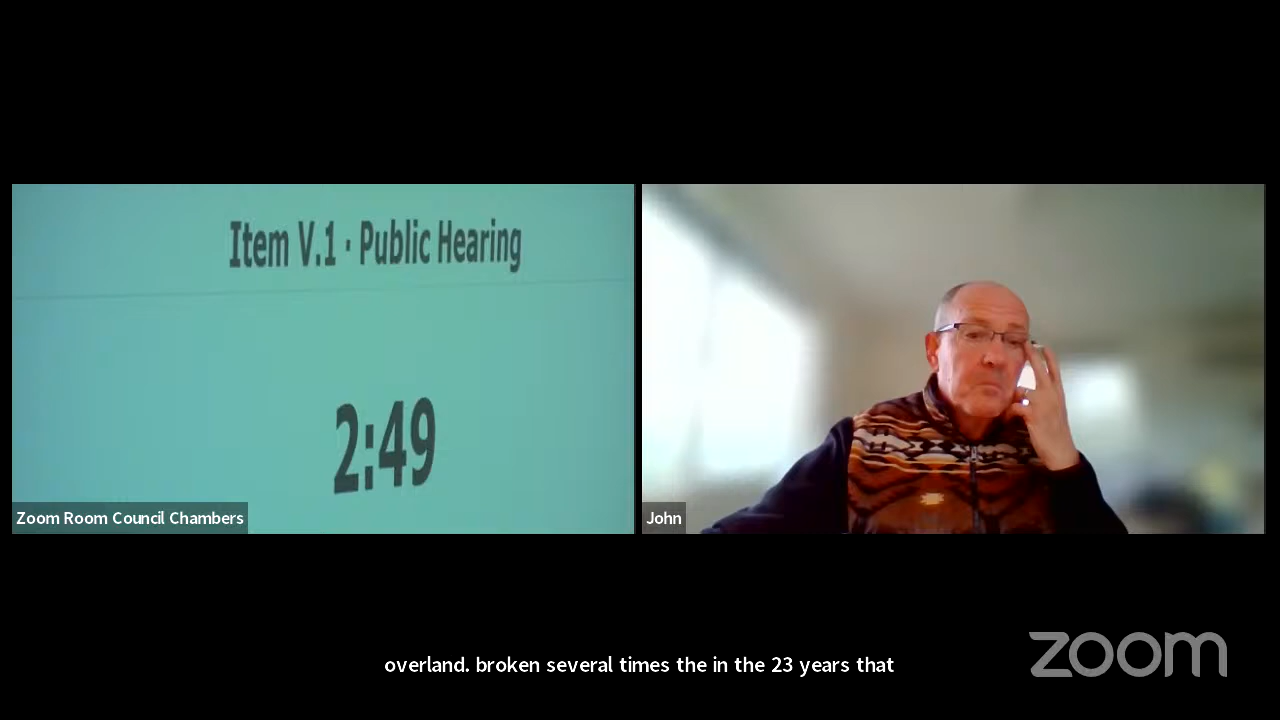 Item V.1 · Public Hearing
2:49
Zoom Room Council Chambers
John
overland. broken several times the in the 23 years that
zoom